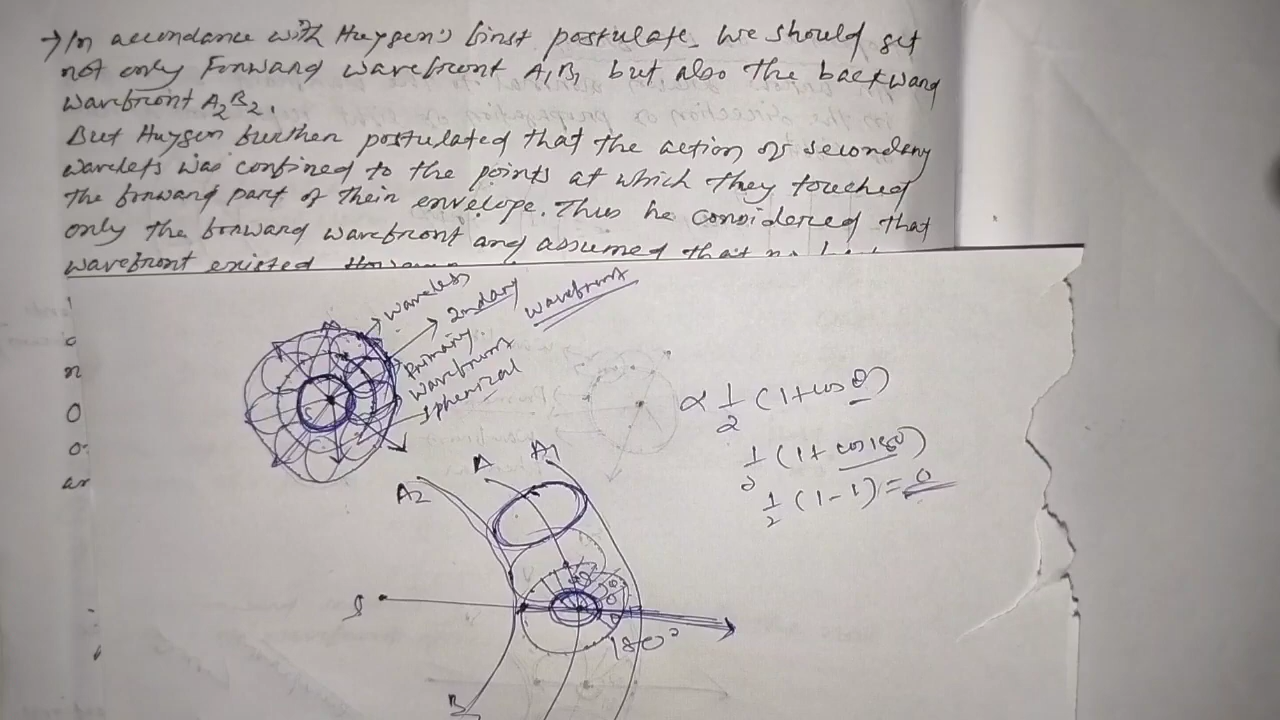 → In accordance with Huygen's first postulate, we should get
not only Forward wavefront A₁B₁ but also the backward
wavefront A₂B₂.
But Huygen further postulated that the action of secondary
wavelets was confined to the points at which they touched
the forward part of their envelope. Thus he considered that
only the forward wavefront and assumed that no
wavefront existed
wavelets
2ndary wavefront
Primary
wavefront
spherical
∝ 1/2 (1+cos θ)
1/2 (1+ cos 180)
1/2 (1-1) = 0
A₂
A
A₁
S
180°
B